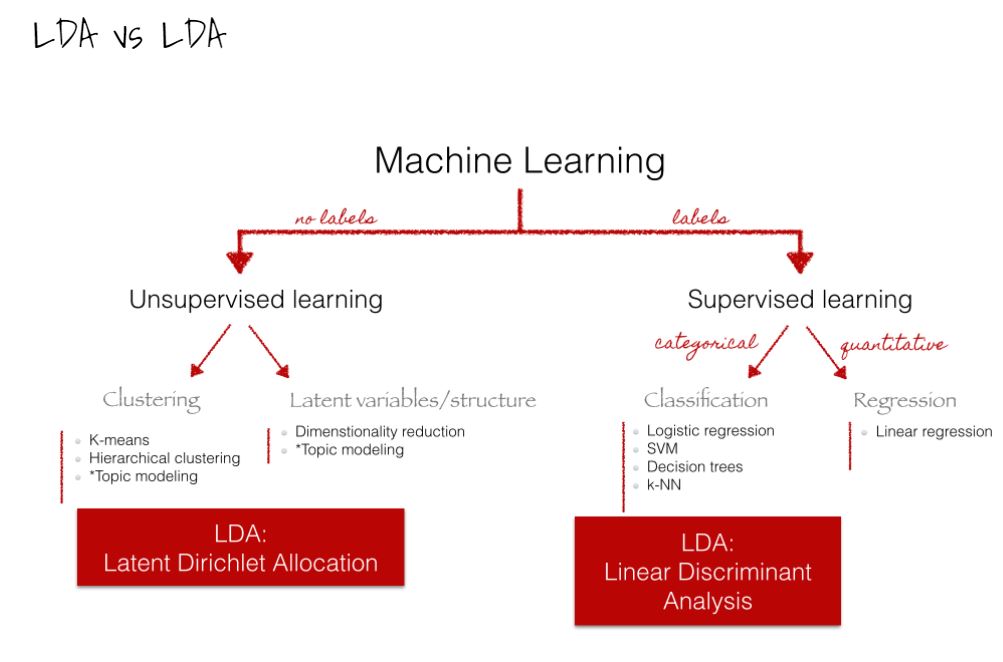 LDA vs LDA
Machine Learning
no labels
labels
Unsupervised learning
Supervised learning
categorical
quantitative
Clustering
K-means
Hierarchical clustering
*Topic modeling
Latent variables/structure
Dimenstionality reduction
*Topic modeling
Classification
Logistic regression
SVM
Decision trees
k-NN
Regression
Linear regression
LDA:
Latent Dirichlet Allocation
LDA:
Linear Discriminant
Analysis